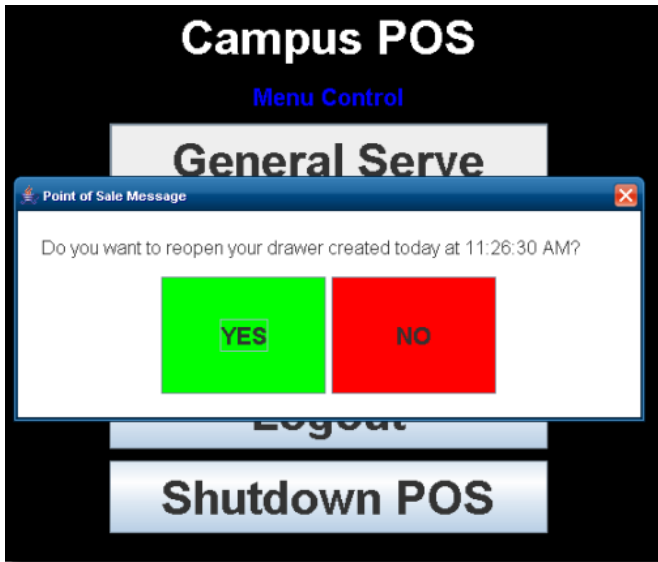 Campus POS
Menu Control
General Serve
Point of Sale Message
Do you want to reopen your drawer created today at 11:26:30 AM?
YES NO
Logout
Shutdown POS